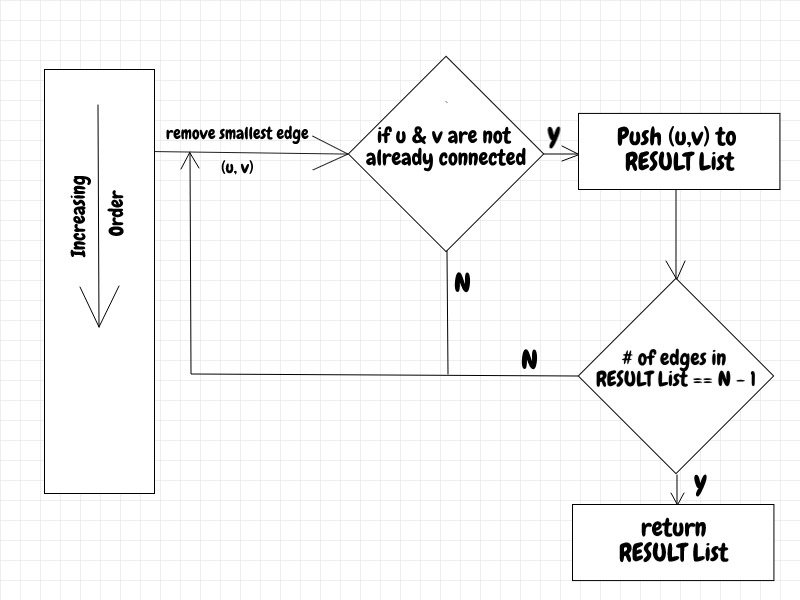 Increasing
Order
remove smallest edge
(u, v)
if u & v are not
already connected
Y
Push (u,v) to
RESULT List
N
N
# of edges in
RESULT List == N - 1
Y
return
RESULT List